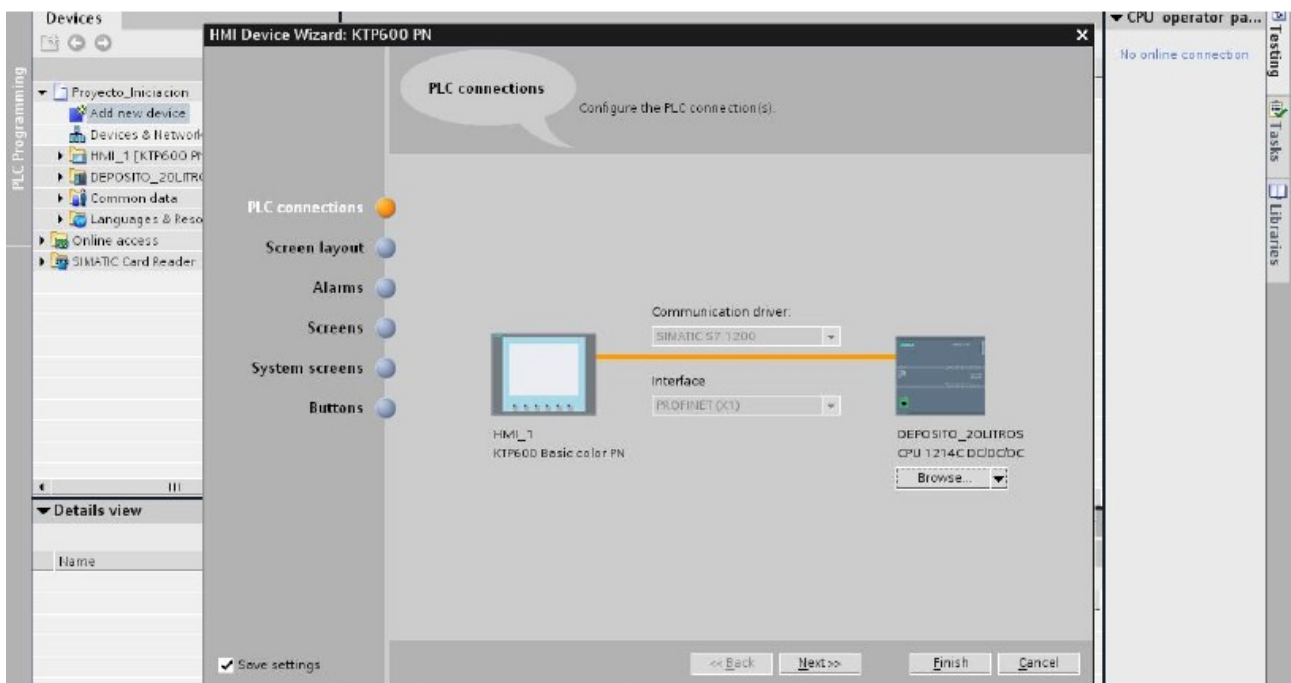 Devices
PLC Programming
Proyecto_Iniciacion
Add new device
Devices & Network
HMI_1 [KTP600 PN
DEPOSITO_20LITRO
Common data
Languages & Reso
Online access
SIMATIC Card Reader
Details view
Name
HMI Device Wizard: KTP600 PN
PLC connections
Configure the PLC connection(s).
PLC connections
Screen layout
Alarms
Screens
System screens
Buttons
Communication driver:
SIMATIC S7 1200
Interface
PROFINET (X1)
HMI_1
KTP600 Basic color PN
DEPOSITO_20LITROS
CPU 1214C DC/DC/DC
Browse...
Save settings
<< Back
Next >>
Finish
Cancel
CPU operator pa...
No online connection
Testing
Tasks
Libraries